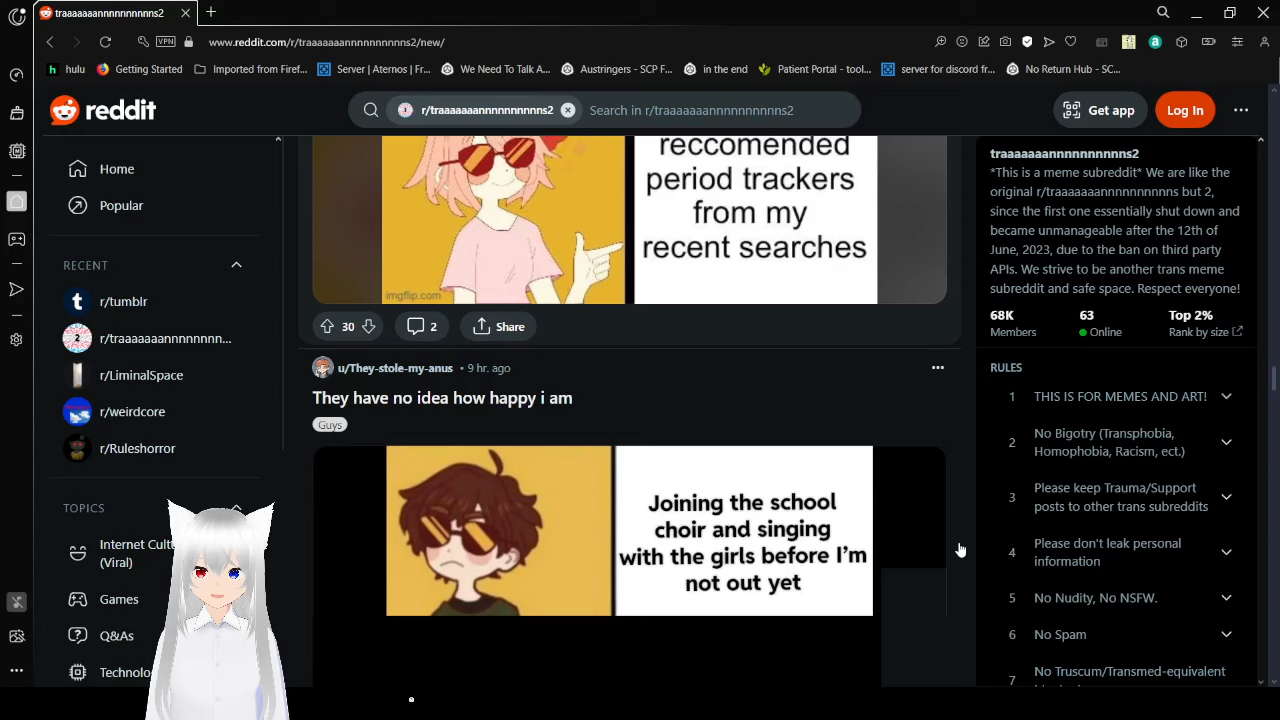 traaaaaaannnnnnnnnns2
VPN
www.reddit.com/r/traaaaaaannnnnnnnnns2/new/
hulu
Getting Started
Imported from Firef...
Server | Aternos | Fr...
We Need To Talk A...
Austringers - SCP F...
in the end
Patient Portal - tool...
server for discord fr...
No Return Hub - SC...
reddit
r/traaaaaaannnnnnnnnns2
Search in r/traaaaaaannnnnnnnnns2
Get app
Log In
Home
Popular
RECENT
r/tumblr
r/traaaaaaannnnnnn...
r/LiminalSpace
r/weirdcore
r/Ruleshorror
TOPICS
Internet Cult
(Viral)
Games
Q&As
Technolo
reccomended
period trackers
from my
recent searches
imgflip.com
30
2
Share
u/They-stole-my-anus • 9 hr. ago
They have no idea how happy i am
Guys
Joining the school
choir and singing
with the girls before I'm
not out yet
traaaaaaannnnnnnnnns2
*This is a meme subreddit* We are like the
original r/traaaaaaannnnnnnnnns but 2,
since the first one essentially shut down and
became unmanageable after the 12th of
June, 2023, due to the ban on third party
APIs. We strive to be another trans meme
subreddit and safe space. Respect everyone!
68K
Members
63
Online
Top 2%
Rank by size
RULES
1 THIS IS FOR MEMES AND ART!
2 No Bigotry (Transphobia,
Homophobia, Racism, ect.)
3 Please keep Trauma/Support
posts to other trans subreddits
4 Please don't leak personal
information
5 No Nudity, No NSFW.
6 No Spam
7 No Truscum/Transmed-equivalent